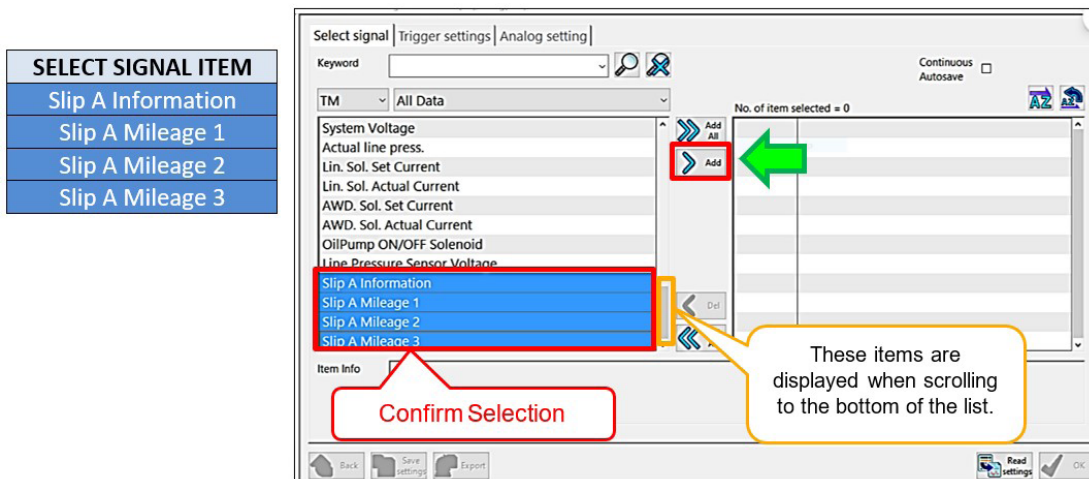 SELECT SIGNAL ITEM
Slip A Information
Slip A Mileage 1
Slip A Mileage 2
Slip A Mileage 3
Select signal
Trigger settings
Analog setting
Keyword
Continuous
Autosave
TM
All Data
No. of item selected = 0
AZ
System Voltage
Actual line press.
Lin. Sol. Set Current
Lin. Sol. Actual Current
AWD. Sol. Set Current
AWD. Sol. Actual Current
OilPump ON/OFF Solenoid
Line Pressure Sensor Voltage
Slip A Information
Slip A Mileage 1
Slip A Mileage 2
Slip A Mileage 3
Add
All
Add
Del
Item Info
Confirm Selection
These items are
displayed when scrolling
to the bottom of the list.
Back
Save
settings
Export
Read
settings
OK